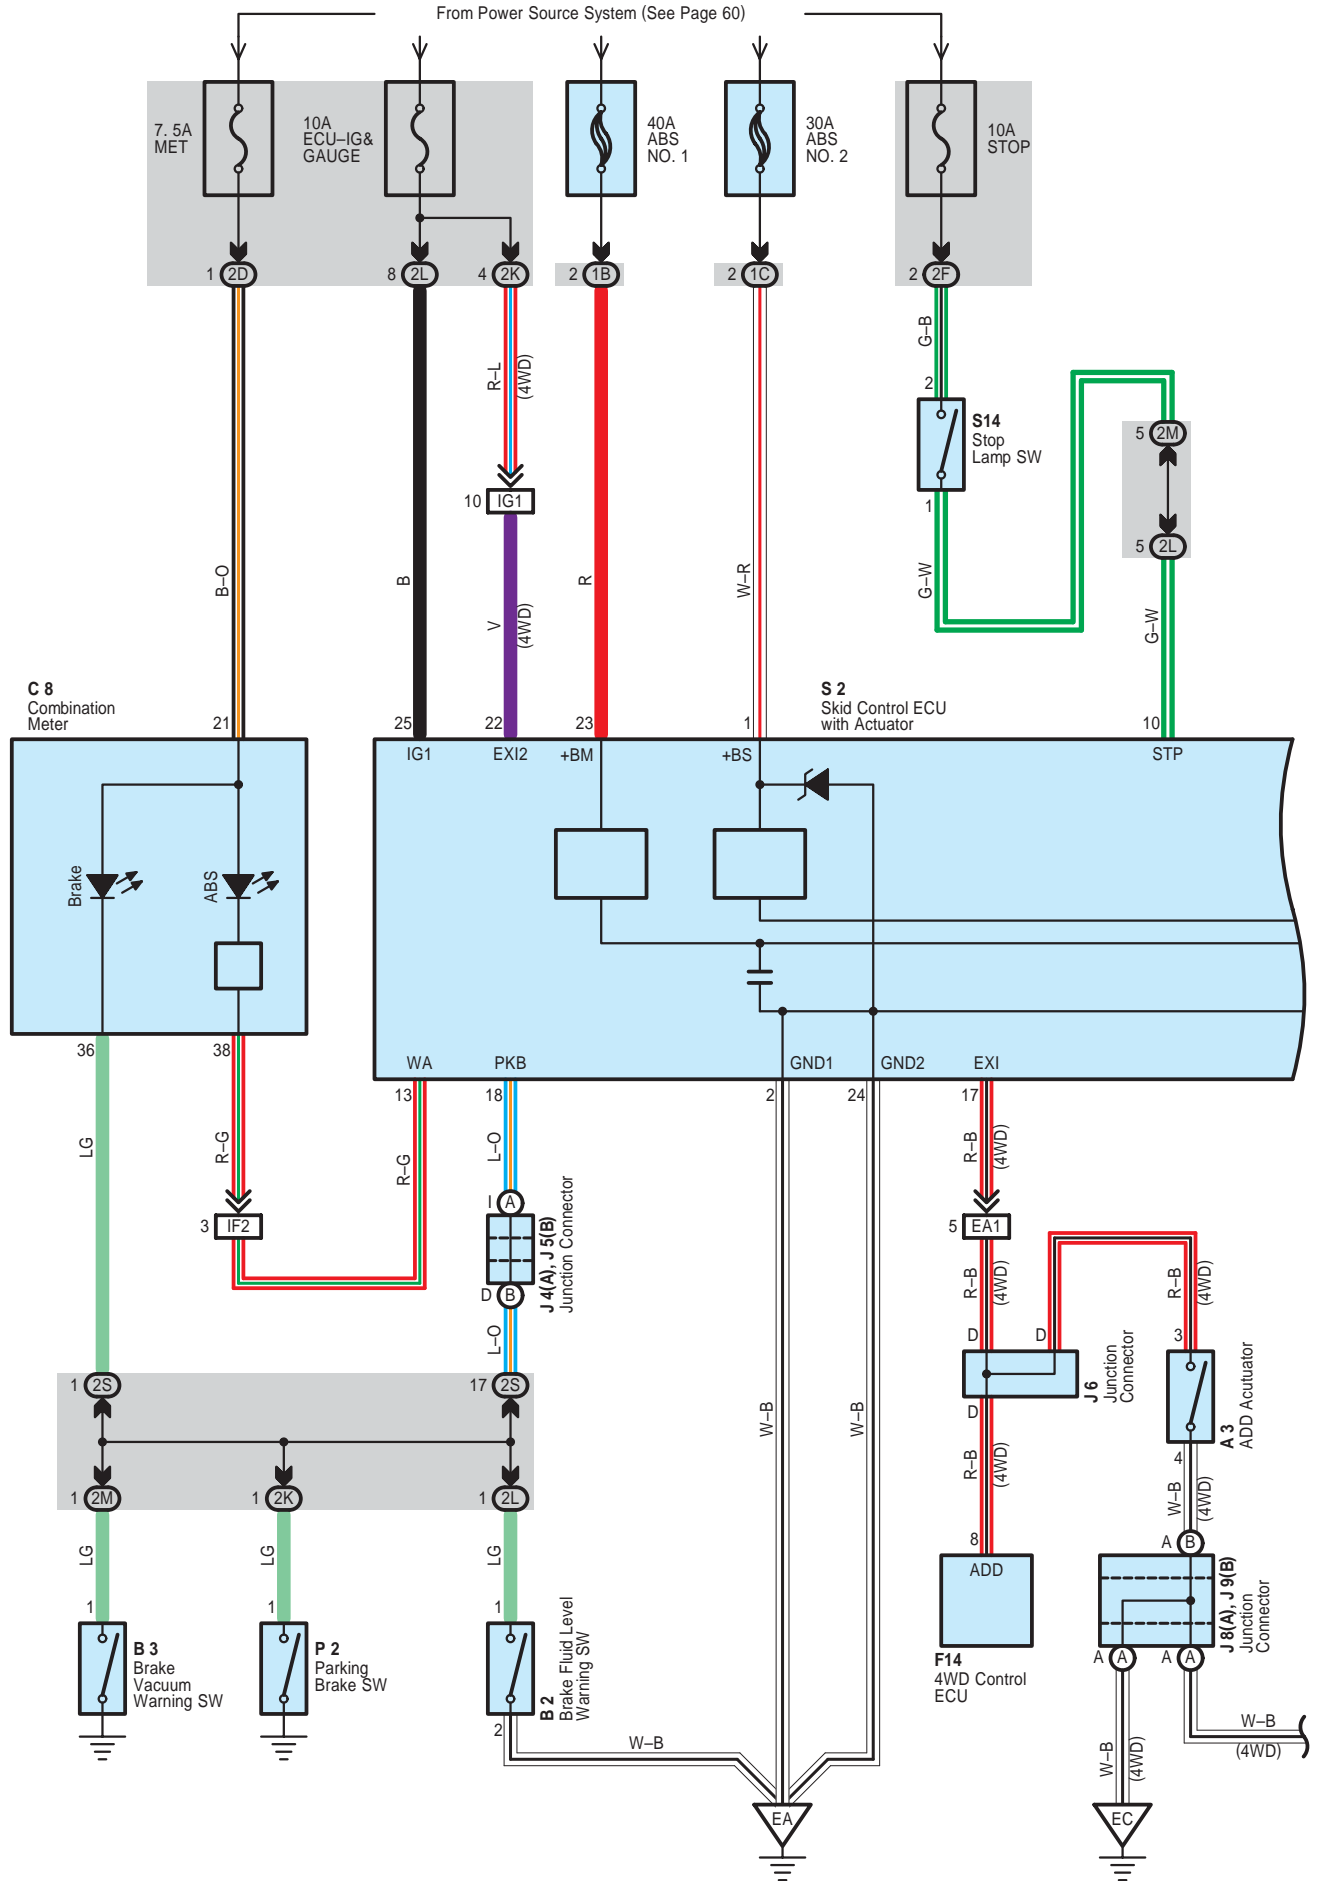 From Power Source System (See Page 60)
7. 5A
MET
10A
ECU–IG&
GAUGE
40A
ABS
NO. 1
30A
ABS
NO. 2
10A
STOP
1 2D
8 2L
4 2K
2 1B
2 1C
2 2F
G–B
R–L
(4WD)
2
S14
Stop
Lamp SW
1
5 2M
5 2L
10 IG1
B–O
B
V
(4WD)
R
W–R
G–W
G–W
C 8
Combination
Meter
21
25
22
23
1
S 2
Skid Control ECU
with Actuator
10
IG1
EXI2
+BM
+BS
STP
Brake
ABS
WA
PKB
GND1
GND2
EXI
36
38
13
18
2
24
17
LG
R–G
R–G
L–O
R–B
(4WD)
3 IF2
I A
J 4(A), J 5(B)
Junction Connector
D B
L–O
5 EA1
R–B
(4WD)
R–B
(4WD)
D
D
3
J 6
Junction
Connector
D
A 3
ADD Acutuator
4
1 2S
17 2S
W–B
W–B
R–B
(4WD)
W–B
(4WD)
1 2M
1 2K
1 2L
8
ADD
A B
J 8(A), J 9(B)
Junction
Connector
A A
A A
LG
LG
LG
1
1
1
B 3
Brake
Vacuum
Warning SW
P 2
Parking
Brake SW
B 2
Brake Fluid Level
Warning SW
2
F14
4WD Control
ECU
W–B
W–B
(4WD)
W–B
(4WD)
EA
EC